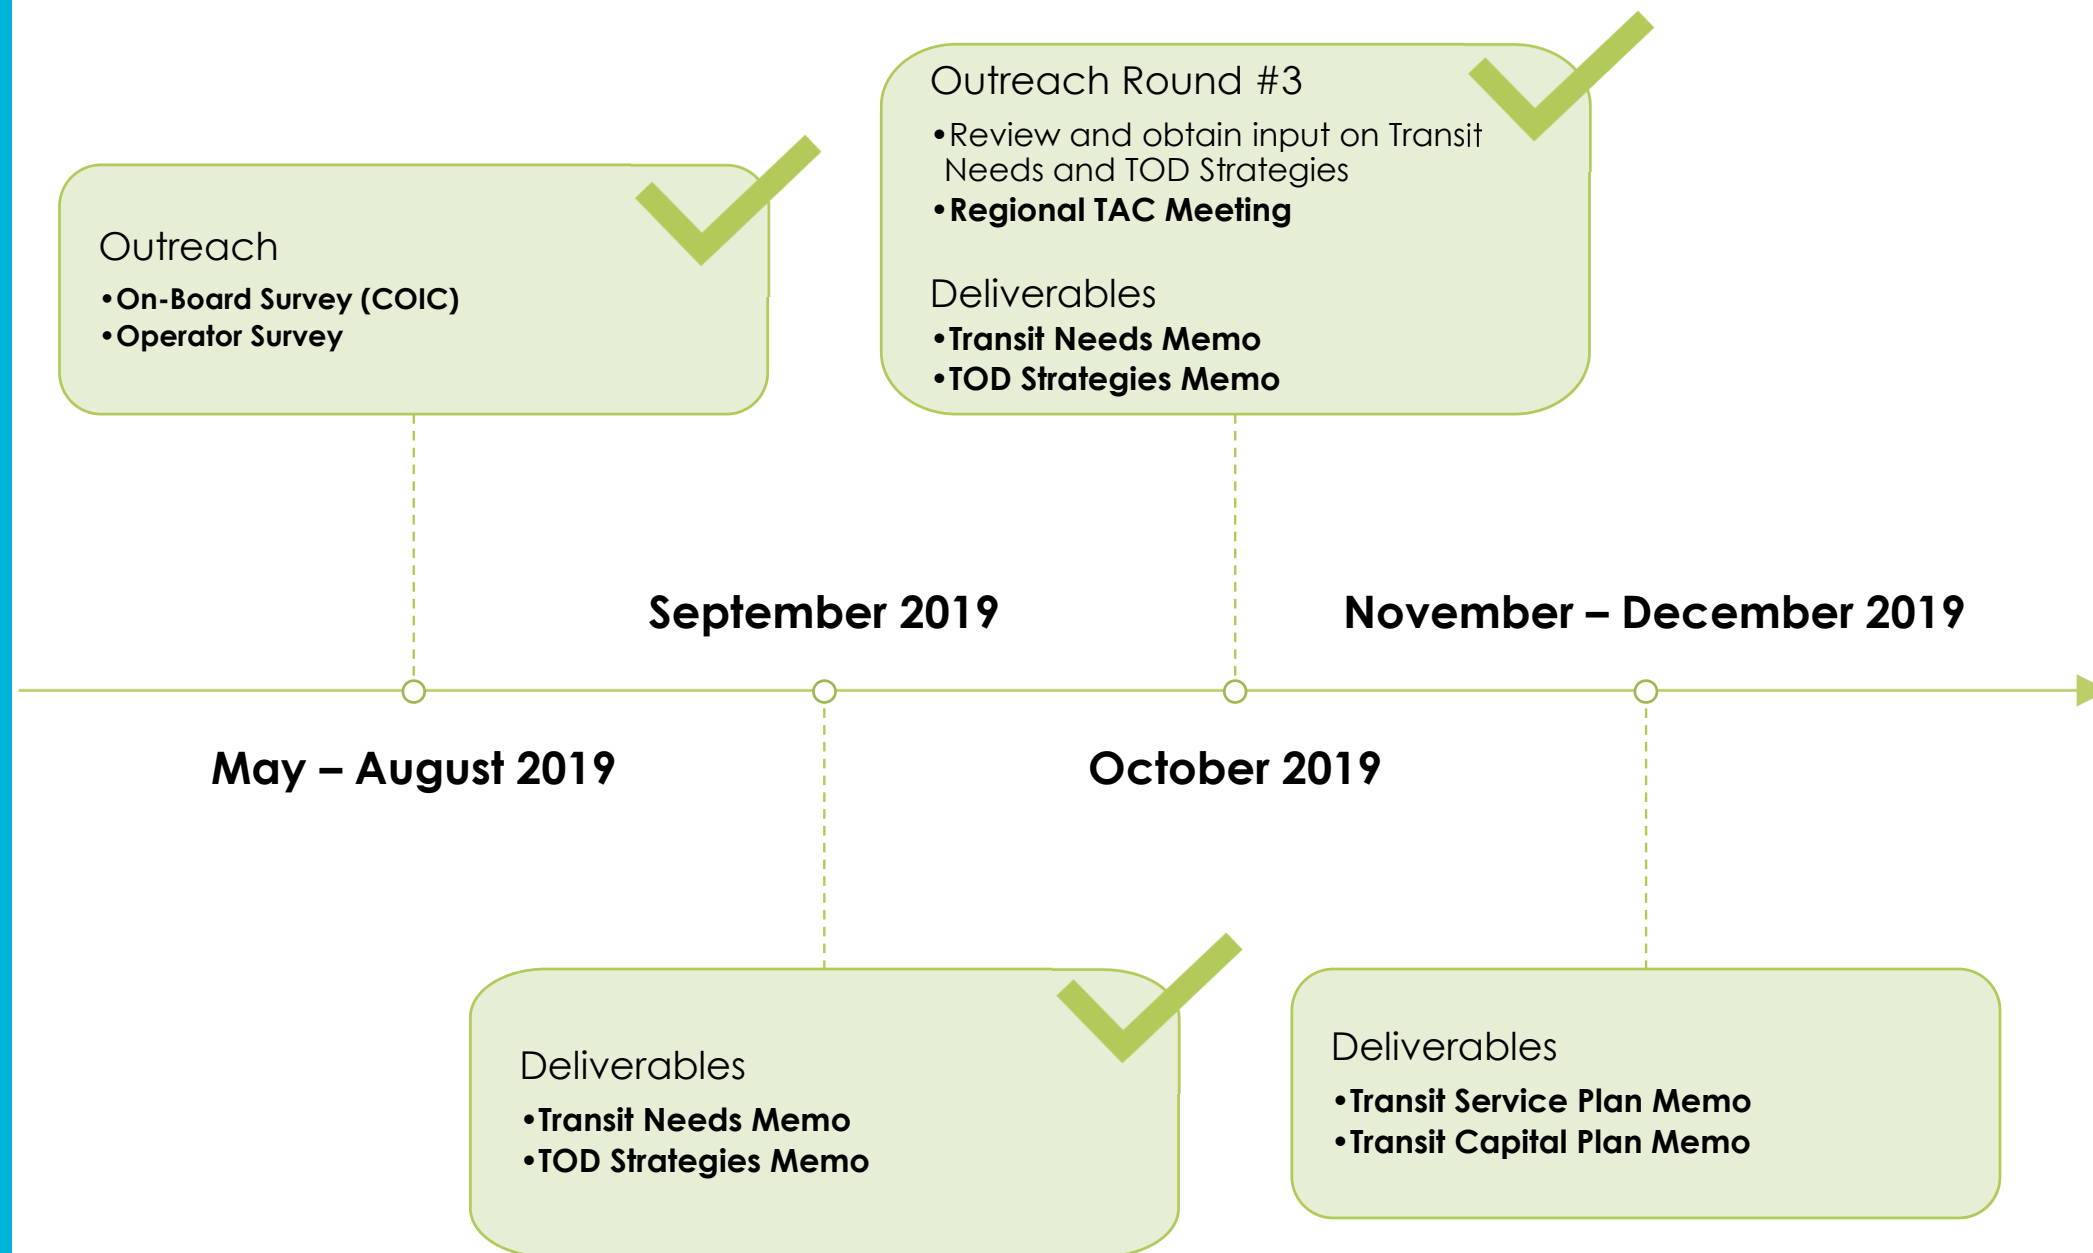 Outreach
•On-Board Survey (COIC)
•Operator Survey
Outreach Round #3
•Review and obtain input on Transit
Needs and TOD Strategies
•Regional TAC Meeting
Deliverables
•Transit Needs Memo
•TOD Strategies Memo
September 2019
November – December 2019
May – August 2019
October 2019
Deliverables
•Transit Needs Memo
•TOD Strategies Memo
Deliverables
•Transit Service Plan Memo
•Transit Capital Plan Memo